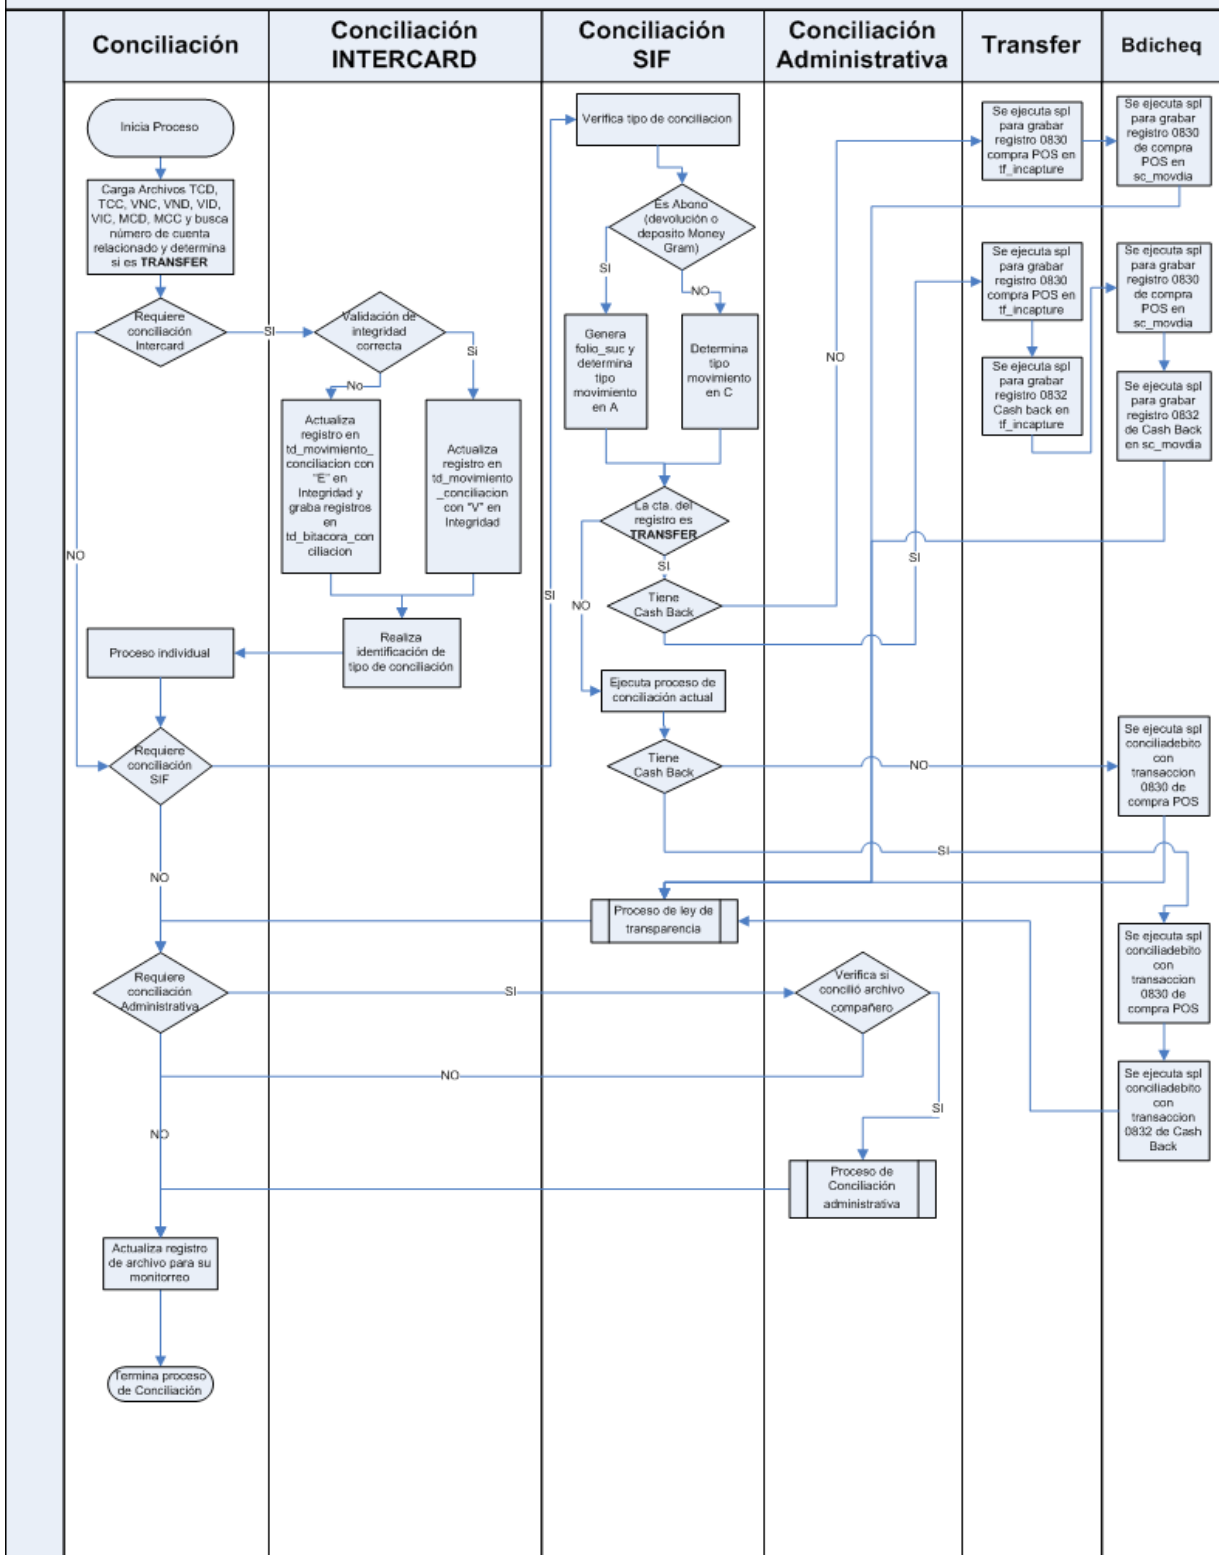 Conciliación
Conciliación
INTERCARD
Conciliación
SIF
Conciliación
Administrativa
Transfer
Bdicheq
Inicia Proceso
Carga Archivos TCD,
TCC, VNC, VND, VID,
VIC, MCD, MCC y busca
número de cuenta
relacionado y determina
si es TRANSFER
Requiere
conciliación
Intercard
SI
NO
Validación de
integridad
correcta
No
Si
Actualiza
registro en
td_movimiento_
conciliacion con
"E" en
Integridad y
graba registros
en
td_bitacora_con
ciliacion
Actualiza
registro en
td_movimiento
_conciliacion
con "V" en
Integridad
Realiza
identificación de
tipo de conciliación
Proceso individual
Requiere
conciliación
SIF
SI
NO
Verifica tipo de conciliacion
Es Abono
(devolución o
deposito Money
Gram)
SI
NO
Genera
folio_suc y
determina
tipo
movimiento
en A
Determina
tipo
movimiento
en C
La cta. del
registro es
TRANSFER
SI
NO
Tiene
Cash Back
NO
SI
Ejecuta proceso de
conciliación actual
Tiene
Cash Back
NO
SI
Se ejecuta spl
para grabar
registro 0830
compra POS en
tf_incapture
Se ejecuta spl
para grabar
registro 0830
de compra
POS en
sc_movdia
Se ejecuta spl
para grabar
registro 0830
compra POS en
tf_incapture
Se ejecuta spl
para grabar
registro 0830
de compra
POS en
sc_movdia
Se ejecuta spl
para grabar
registro 0832
Cash back en
tf_incapture
Se ejecuta spl
para grabar
registro 0832
de Cash Back
en sc_movdia
Se ejecuta spl
conciliadebito
con
transaccion
0830 de
compra POS
Proceso de ley de
transparencia
Se ejecuta spl
conciliadebito
con
transaccion
0830 de
compra POS
Se ejecuta spl
conciliadebito
con
transaccion
0832 de Cash
Back
Requiere
conciliación
Administrativa
SI
NO
Verifica si
concilió archivo
compañero
NO
SI
Proceso de
Conciliación
administrativa
Actualiza registro
de archivo para su
monitorreo
Termina proceso
de Conciliación